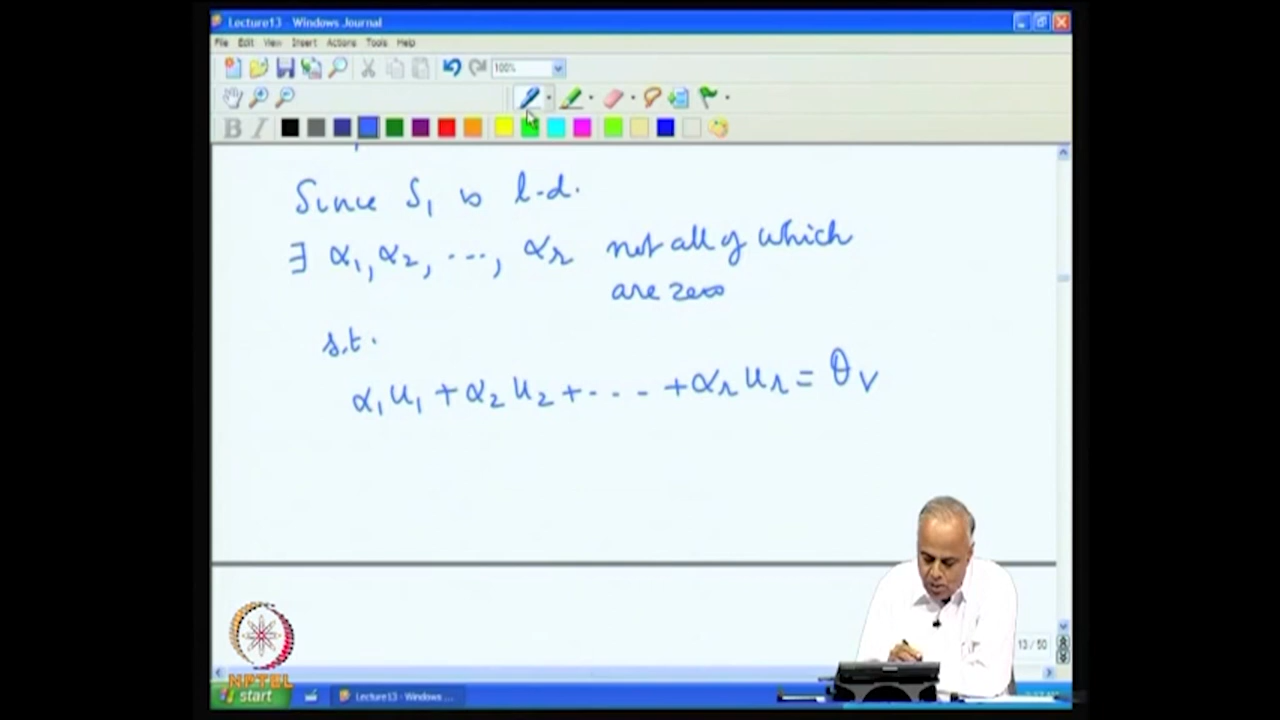 Lecture13 - Windows Journal
File Edit View Insert Actions Tools Help
100%
B I
Since S₁ is l.d.
∃ α₁, α₂, ..., αᵣ not all of which
are zero
s.t.
α₁u₁ + α₂u₂ + ... + αᵣuᵣ = θᵥ
13 / 50
NPTEL
start Lecture13 - Windows ...